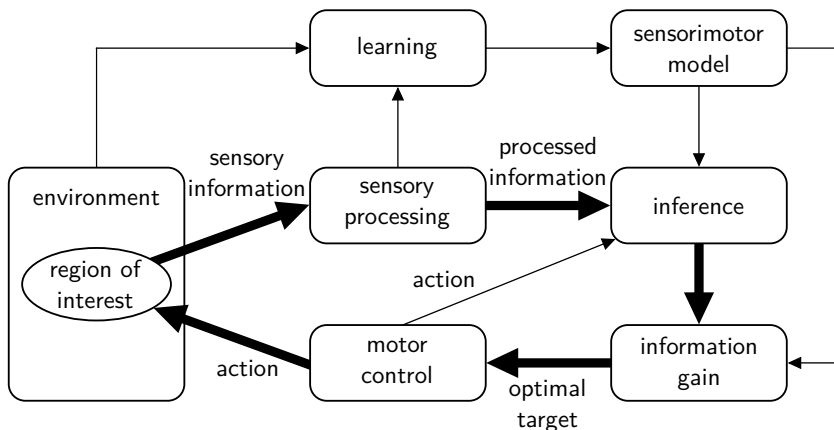 learning
sensorimotor
model
sensory
information
processed
information
environment
sensory
processing
inference
region of
interest
action
action
motor
control
optimal
target
information
gain